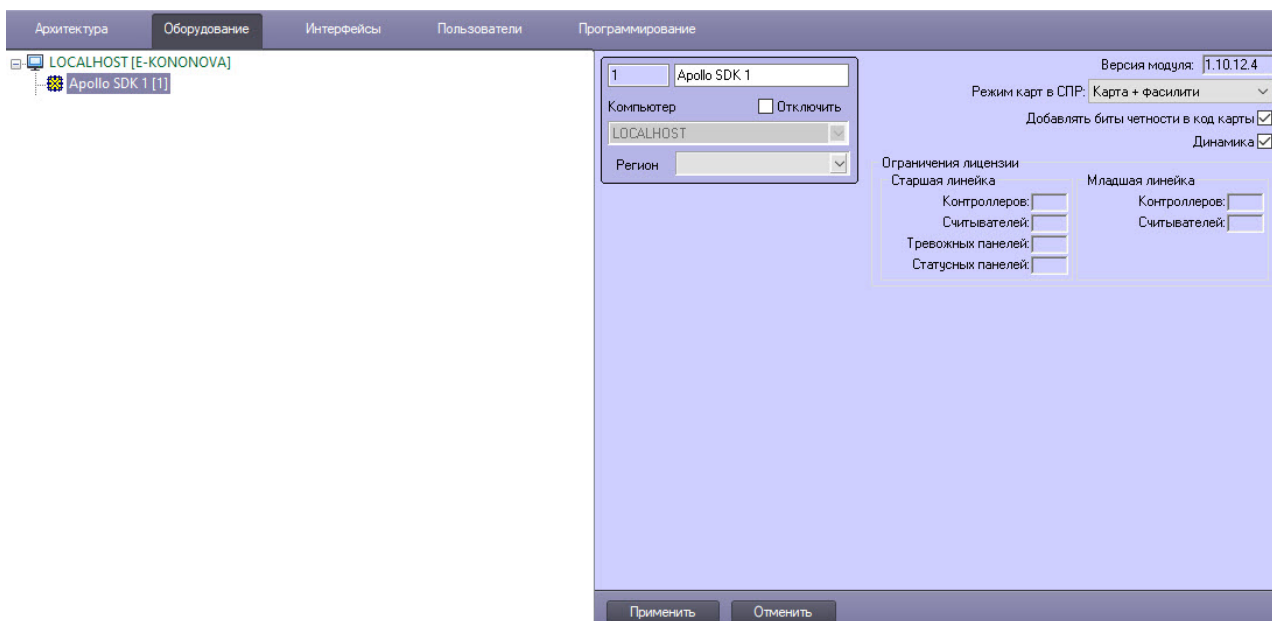 Архитектура Оборудование Интерфейсы Пользователи Программирование
LOCALHOST [E-KONONOVA]
Apollo SDK 1 [1]
1 Apollo SDK 1
Компьютер Отключить
LOCALHOST
Регион
Версия модуля: 1.10.12.4
Режим карт в СПР: Карта + фасилити
Добавлять биты четности в код карты
Динамика
Ограничения лицензии
Старшая линейка Младшая линейка
Контроллеров: Контроллеров:
Считывателей: Считывателей:
Тревожных панелей:
Статусных панелей:
Применить Отменить